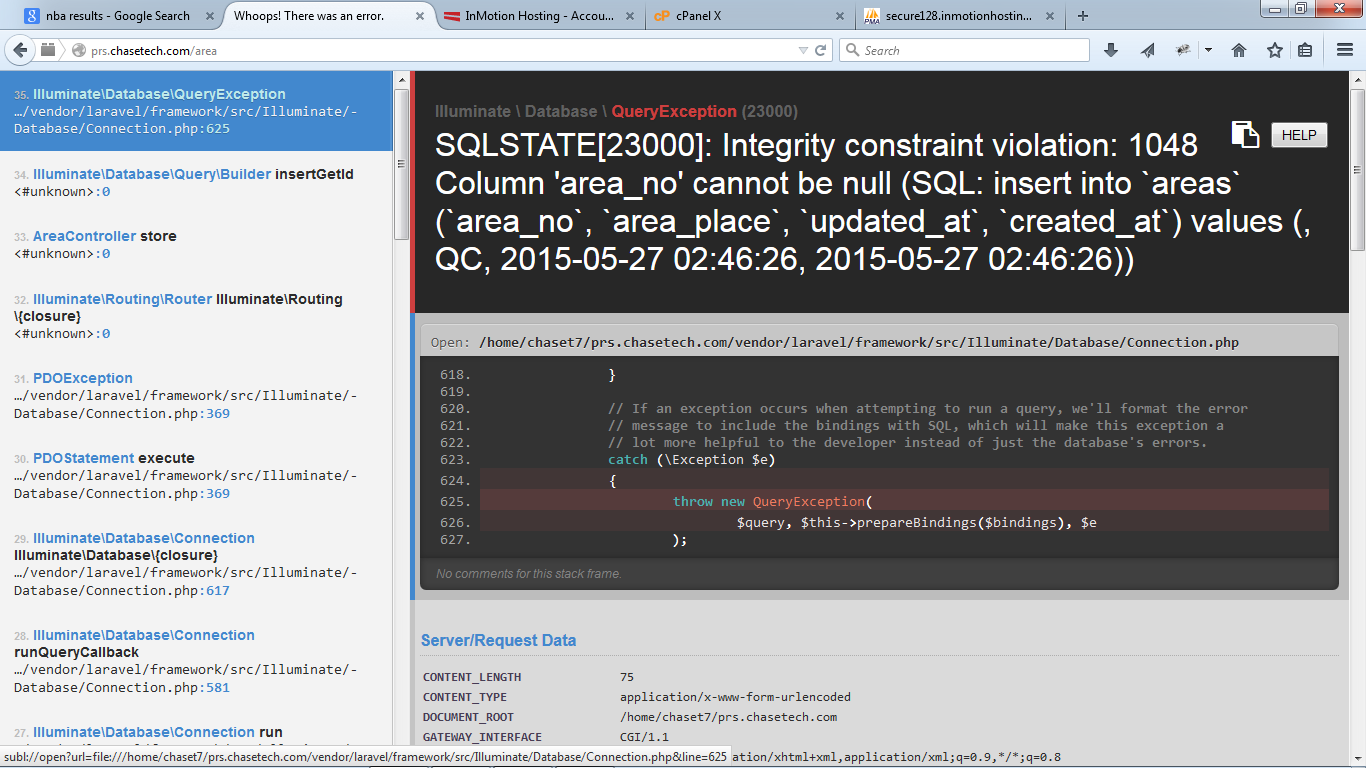 nba results - Google Search
Whoops! There was an error.
InMotion Hosting - Accou...
cPanel X
secure128.inmotionhostin...
prs.chasetech.com/area
Search
35. Illuminate\Database\QueryException
…/vendor/laravel/framework/src/Illuminate/-
Database/Connection.php:625
34. Illuminate\Database\Query\Builder insertGetId
<#unknown>:0
33. AreaController store
<#unknown>:0
32. Illuminate\Routing\Router Illuminate\Routing
\{closure}
<#unknown>:0
31. PDOException
…/vendor/laravel/framework/src/Illuminate/-
Database/Connection.php:369
30. PDOStatement execute
…/vendor/laravel/framework/src/Illuminate/-
Database/Connection.php:369
29. Illuminate\Database\Connection
Illuminate\Database\{closure}
…/vendor/laravel/framework/src/Illuminate/-
Database/Connection.php:617
28. Illuminate\Database\Connection
runQueryCallback
…/vendor/laravel/framework/src/Illuminate/-
Database/Connection.php:581
27. Illuminate\Database\Connection run
Illuminate \ Database \ QueryException (23000)
HELP
SQLSTATE[23000]: Integrity constraint violation: 1048
Column 'area_no' cannot be null (SQL: insert into `areas`
(`area_no`, `area_place`, `updated_at`, `created_at`) values (,
QC, 2015-05-27 02:46:26, 2015-05-27 02:46:26))
Open: /home/chaset7/prs.chasetech.com/vendor/laravel/framework/src/Illuminate/Database/Connection.php
618. }
619.
620. // If an exception occurs when attempting to run a query, we'll format the error
621. // message to include the bindings with SQL, which will make this exception a
622. // lot more helpful to the developer instead of just the database's errors.
623. catch (\Exception $e)
624. {
625. throw new QueryException(
626. $query, $this->prepareBindings($bindings), $e
627. );
No comments for this stack frame.
Server/Request Data
CONTENT_LENGTH 75
CONTENT_TYPE application/x-www-form-urlencoded
DOCUMENT_ROOT /home/chaset7/prs.chasetech.com
GATEWAY_INTERFACE CGI/1.1
ation/xhtml+xml,application/xml;q=0.9,*/*;q=0.8
subl://open?url=file:///home/chaset7/prs.chasetech.com/vendor/laravel/framework/src/Illuminate/Database/Connection.php&line=625